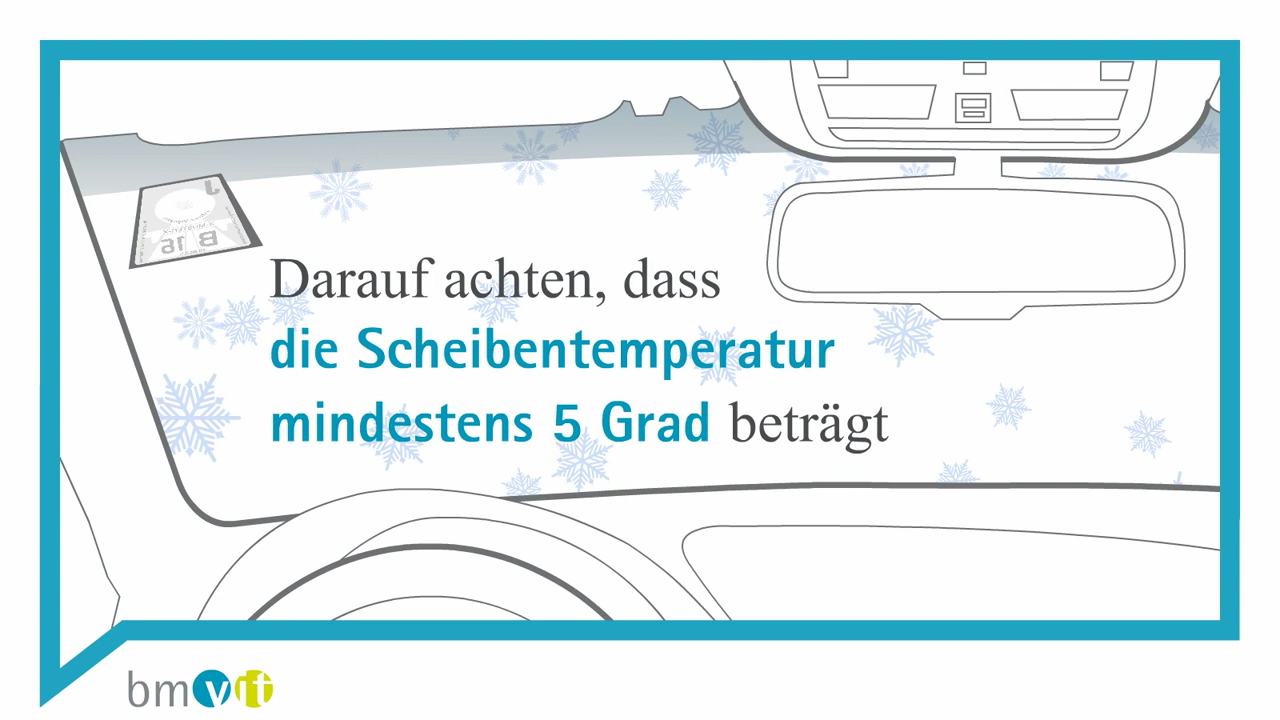 Darauf achten, dass
die Scheibentemperatur
mindestens 5 Grad beträgt
bmvit